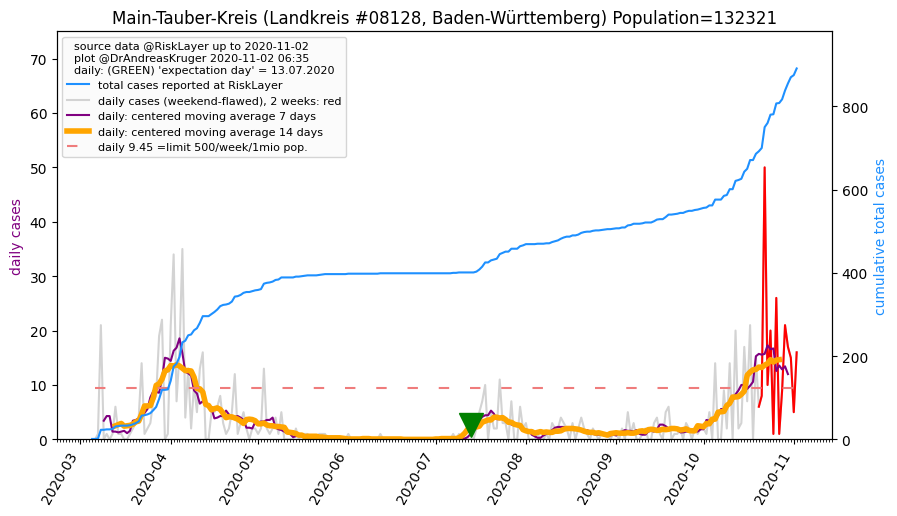 Main-Tauber-Kreis (Landkreis #08128, Baden-Württemberg) Population=132321
source data @RiskLayer up to 2020-11-02
plot @DrAndreasKruger 2020-11-02 06:35
daily: (GREEN) 'expectation day' = 13.07.2020
total cases reported at RiskLayer
daily cases (weekend-flawed), 2 weeks: red
daily: centered moving average 7 days
daily: centered moving average 14 days
daily 9.45 =limit 500/week/1mio pop.
daily cases
70
60
50
40
30
20
10
0
cumulative total cases
800
600
400
200
0
2020-03
2020-04
2020-05
2020-06
2020-07
2020-08
2020-09
2020-10
2020-11